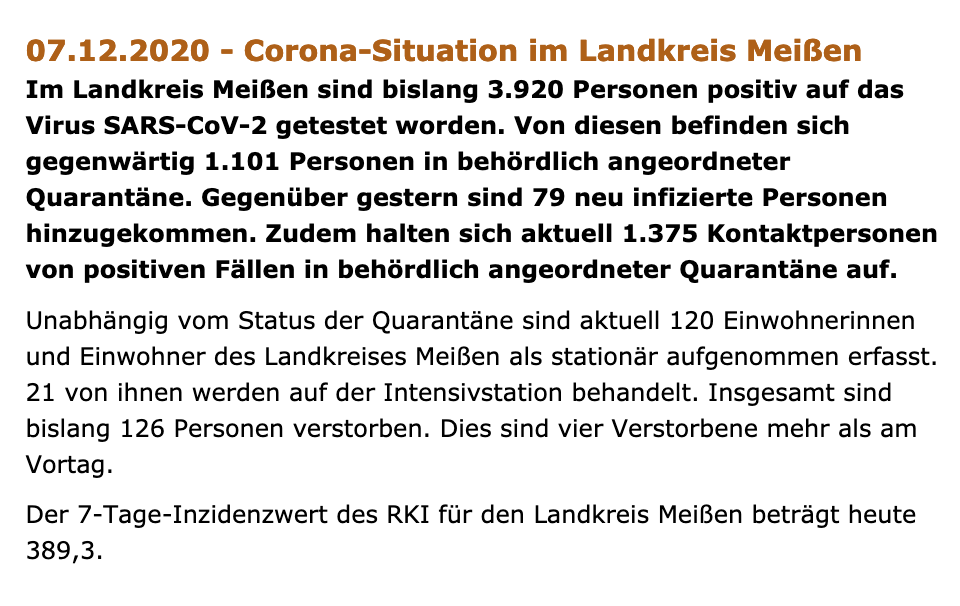 07.12.2020 - Corona-Situation im Landkreis Meißen
Im Landkreis Meißen sind bislang 3.920 Personen positiv auf das
Virus SARS-CoV-2 getestet worden. Von diesen befinden sich
gegenwärtig 1.101 Personen in behördlich angeordneter
Quarantäne. Gegenüber gestern sind 79 neu infizierte Personen
hinzugekommen. Zudem halten sich aktuell 1.375 Kontaktpersonen
von positiven Fällen in behördlich angeordneter Quarantäne auf.
Unabhängig vom Status der Quarantäne sind aktuell 120 Einwohnerinnen
und Einwohner des Landkreises Meißen als stationär aufgenommen erfasst.
21 von ihnen werden auf der Intensivstation behandelt. Insgesamt sind
bislang 126 Personen verstorben. Dies sind vier Verstorbene mehr als am
Vortag.
Der 7-Tage-Inzidenzwert des RKI für den Landkreis Meißen beträgt heute
389,3.